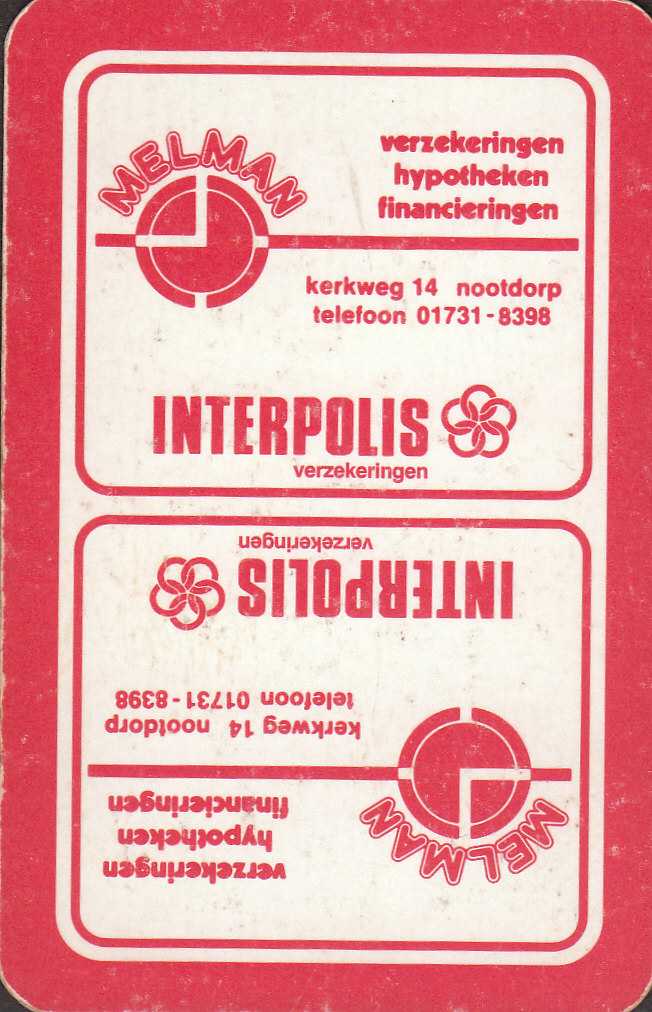 MELMAN
verzekeringen
hypotheken
financieringen
kerkweg 14 nootdorp
telefoon 01731-8398
INTERPOLIS
verzekeringen
MELMAN
verzekeringen
hypotheken
financieringen
kerkweg 14 nootdorp
telefoon 01731-8398
INTERPOLIS
verzekeringen